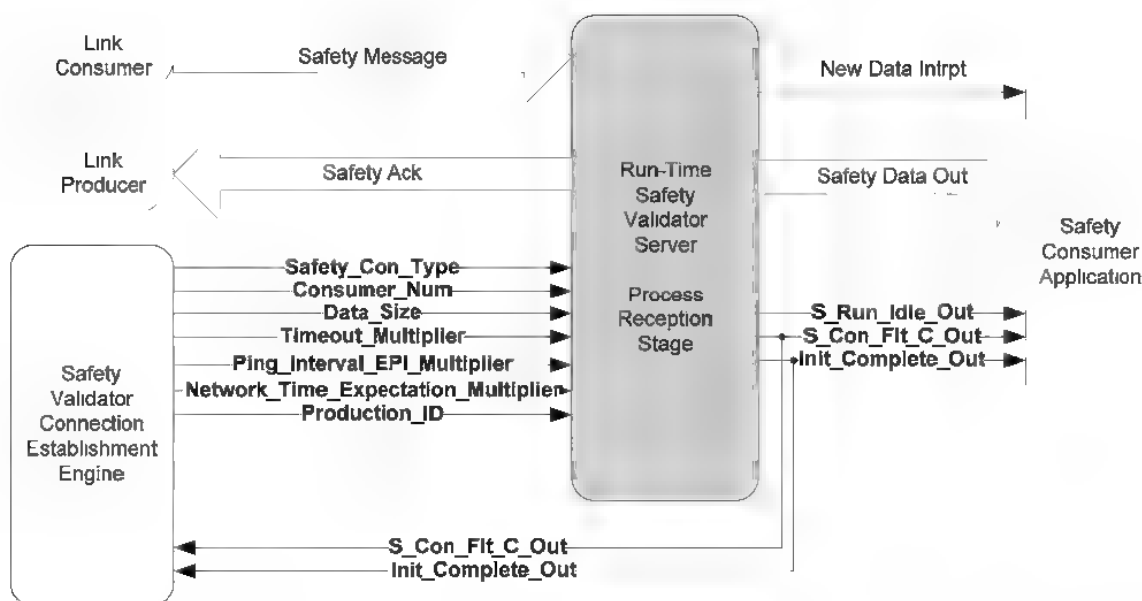 Link
Consumer
Safety Message
New Data Intrpt
Link
Producer
Safety Ack
Run-Time
Safety
Validator
Server
Process
Reception
Stage
Safety Data Out
Safety
Consumer
Application
Safety_Con_Type
Consumer_Num
Data_Size
Timeout_Multiplier
Ping_Interval_EPI_Multiplier
Network_Time_Expectation_Multiplier
Production_ID
S_Run_Idle_Out
S_Con_Flt_C_Out
Init_Complete_Out
Safety
Validator
Connection
Establishment
Engine
S_Con_Flt_C_Out
Init_Complete_Out